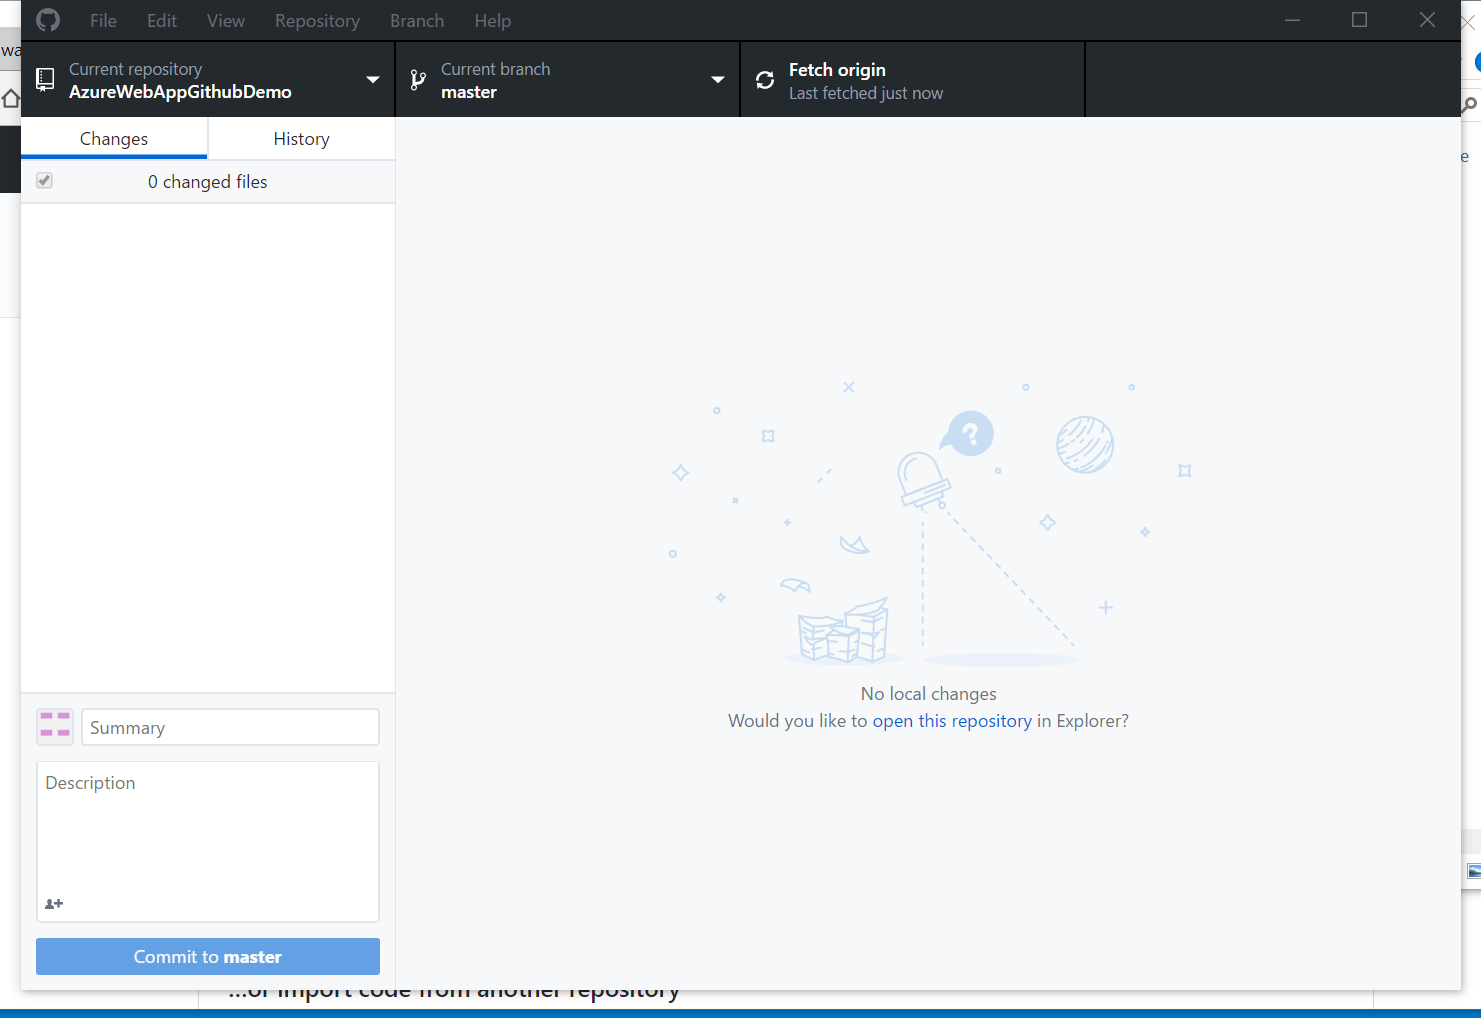 File Edit View Repository Branch Help
wa
Current repository
AzureWebAppGithubDemo
Current branch
master
Fetch origin
Last fetched just now
Changes
History
e
0 changed files
?
No local changes
Would you like to open this repository in Explorer?
Summary
Description
Commit to master
...or import code from another repository